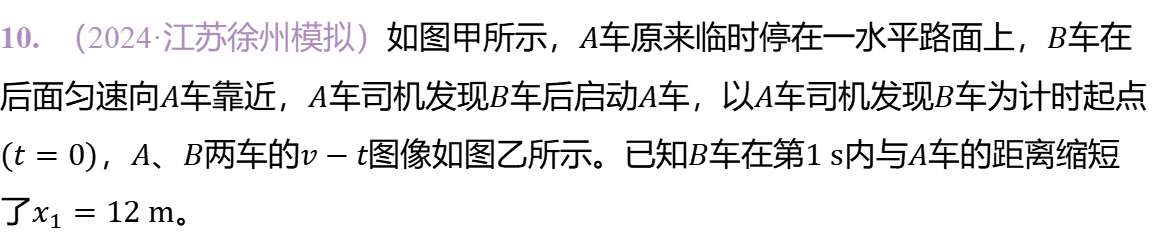 10. （2024·江苏徐州模拟）如图甲所示，A车原来临时停在一水平路面上，B车在
后面匀速向A车靠近，A车司机发现B车后启动A车，以A车司机发现B车为计时起点
(t = 0)，A、B两车的v − t图像如图乙所示。已知B车在第1 s内与A车的距离缩短
了x₁ = 12 m。